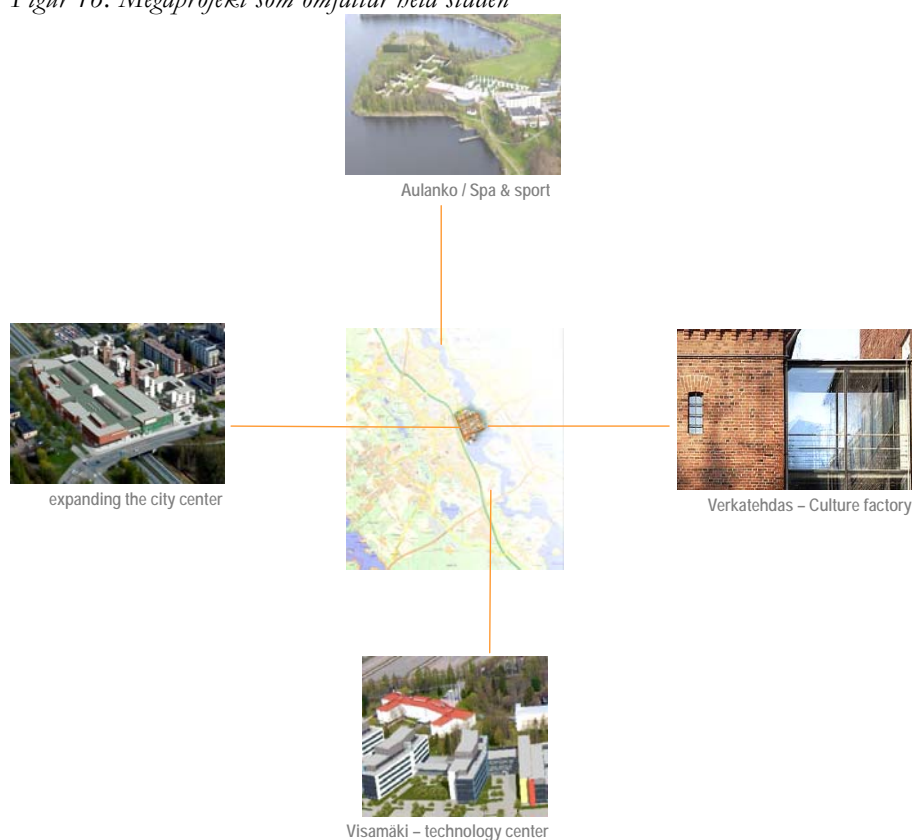 Figur 16. Megaprojekt som omfattar hela staden
Aulanko / Spa & sport
expanding the city center
Verkatehdas – Culture factory
Visamäki – technology center